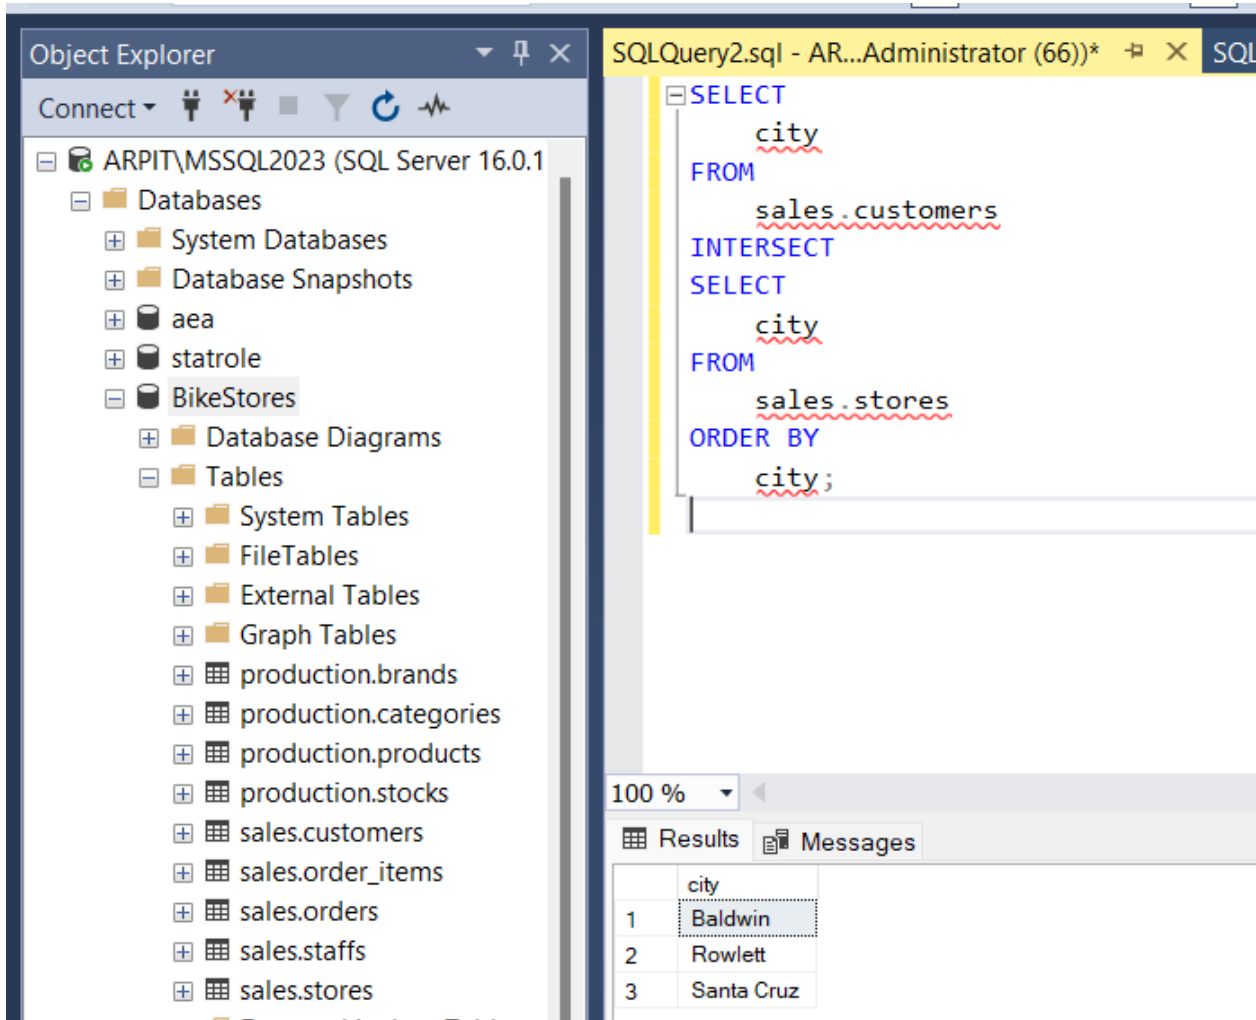 Object Explorer
Connect
ARPIT\MSSQL2023 (SQL Server 16.0.1
Databases
System Databases
Database Snapshots
aea
statrole
BikeStores
Database Diagrams
Tables
System Tables
FileTables
External Tables
Graph Tables
production.brands
production.categories
production.products
production.stocks
sales.customers
sales.order_items
sales.orders
sales.staffs
sales.stores
SQLQuery2.sql - AR...Administrator (66))*
SQL
SELECT
city
FROM
sales.customers
INTERSECT
SELECT
city
FROM
sales.stores
ORDER BY
city;
100 %
Results
Messages
city
1 Baldwin
2 Rowlett
3 Santa Cruz